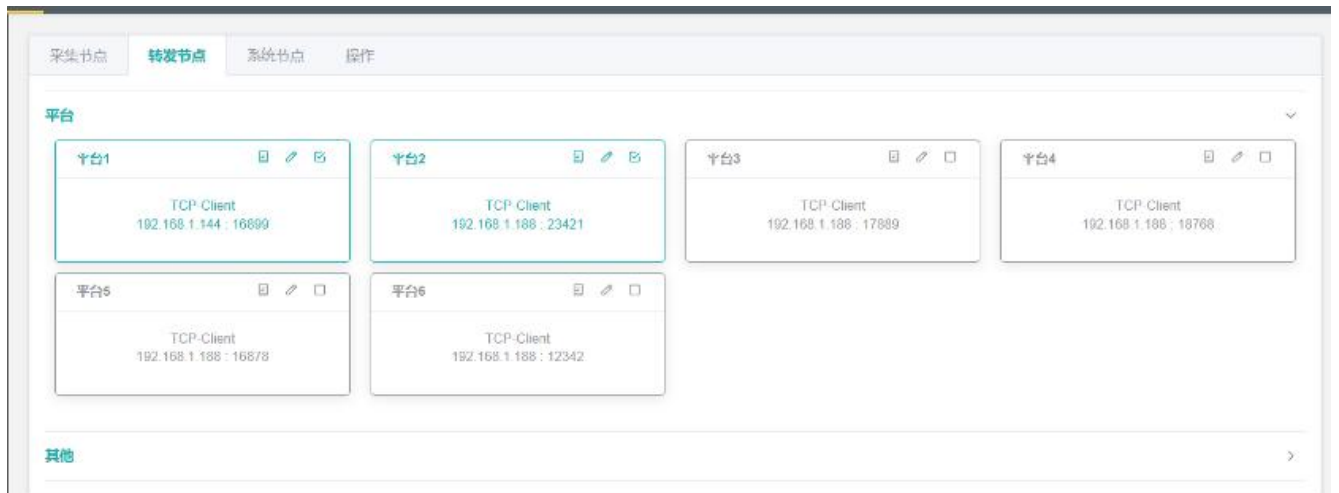 采集节点 转发节点 系统节点 操作
平台
平台1 平台2 平台3 平台4
TCP-Client TCP-Client TCP-Client TCP-Client
192.168.1.144 : 16899 192.168.1.188 : 23421 192.168.1.188 : 17889 192.168.1.188 : 18768
平台5 平台6
TCP-Client TCP-Client
192.168.1.188 : 16878 192.168.1.188 : 12342
其他